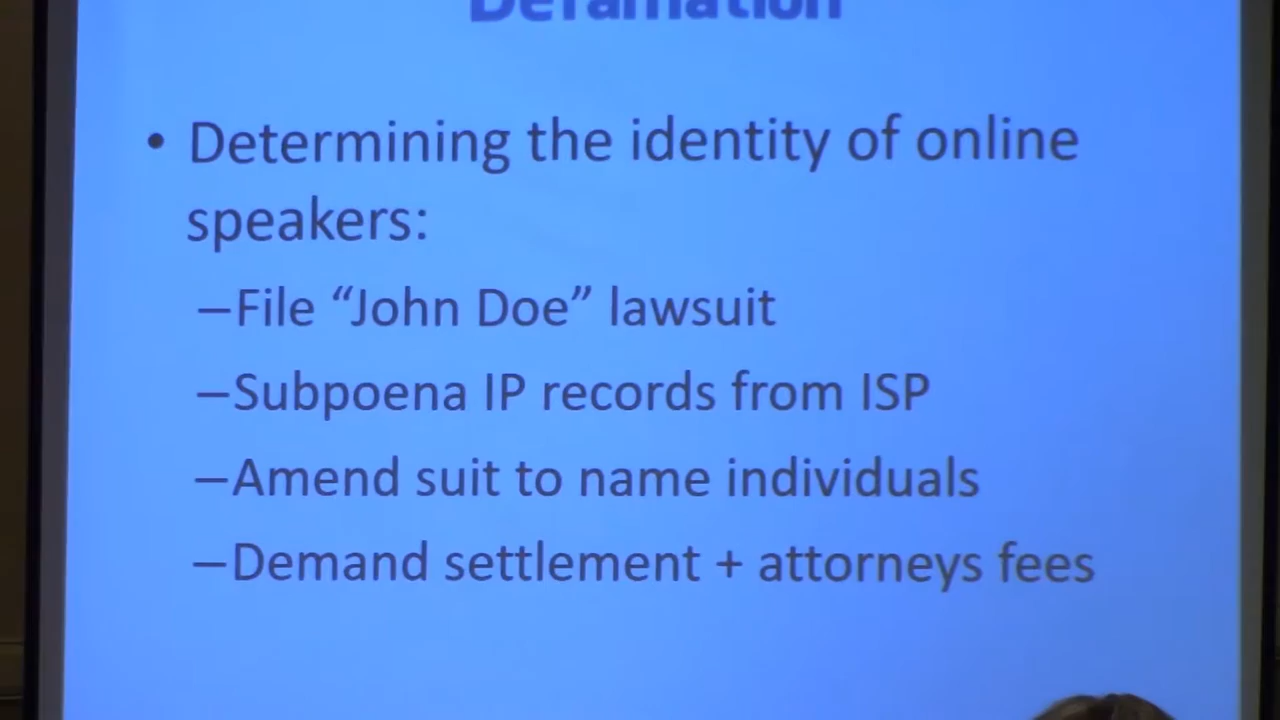 Defamation
• Determining the identity of online
speakers:
–File “John Doe” lawsuit
–Subpoena IP records from ISP
–Amend suit to name individuals
–Demand settlement + attorneys fees